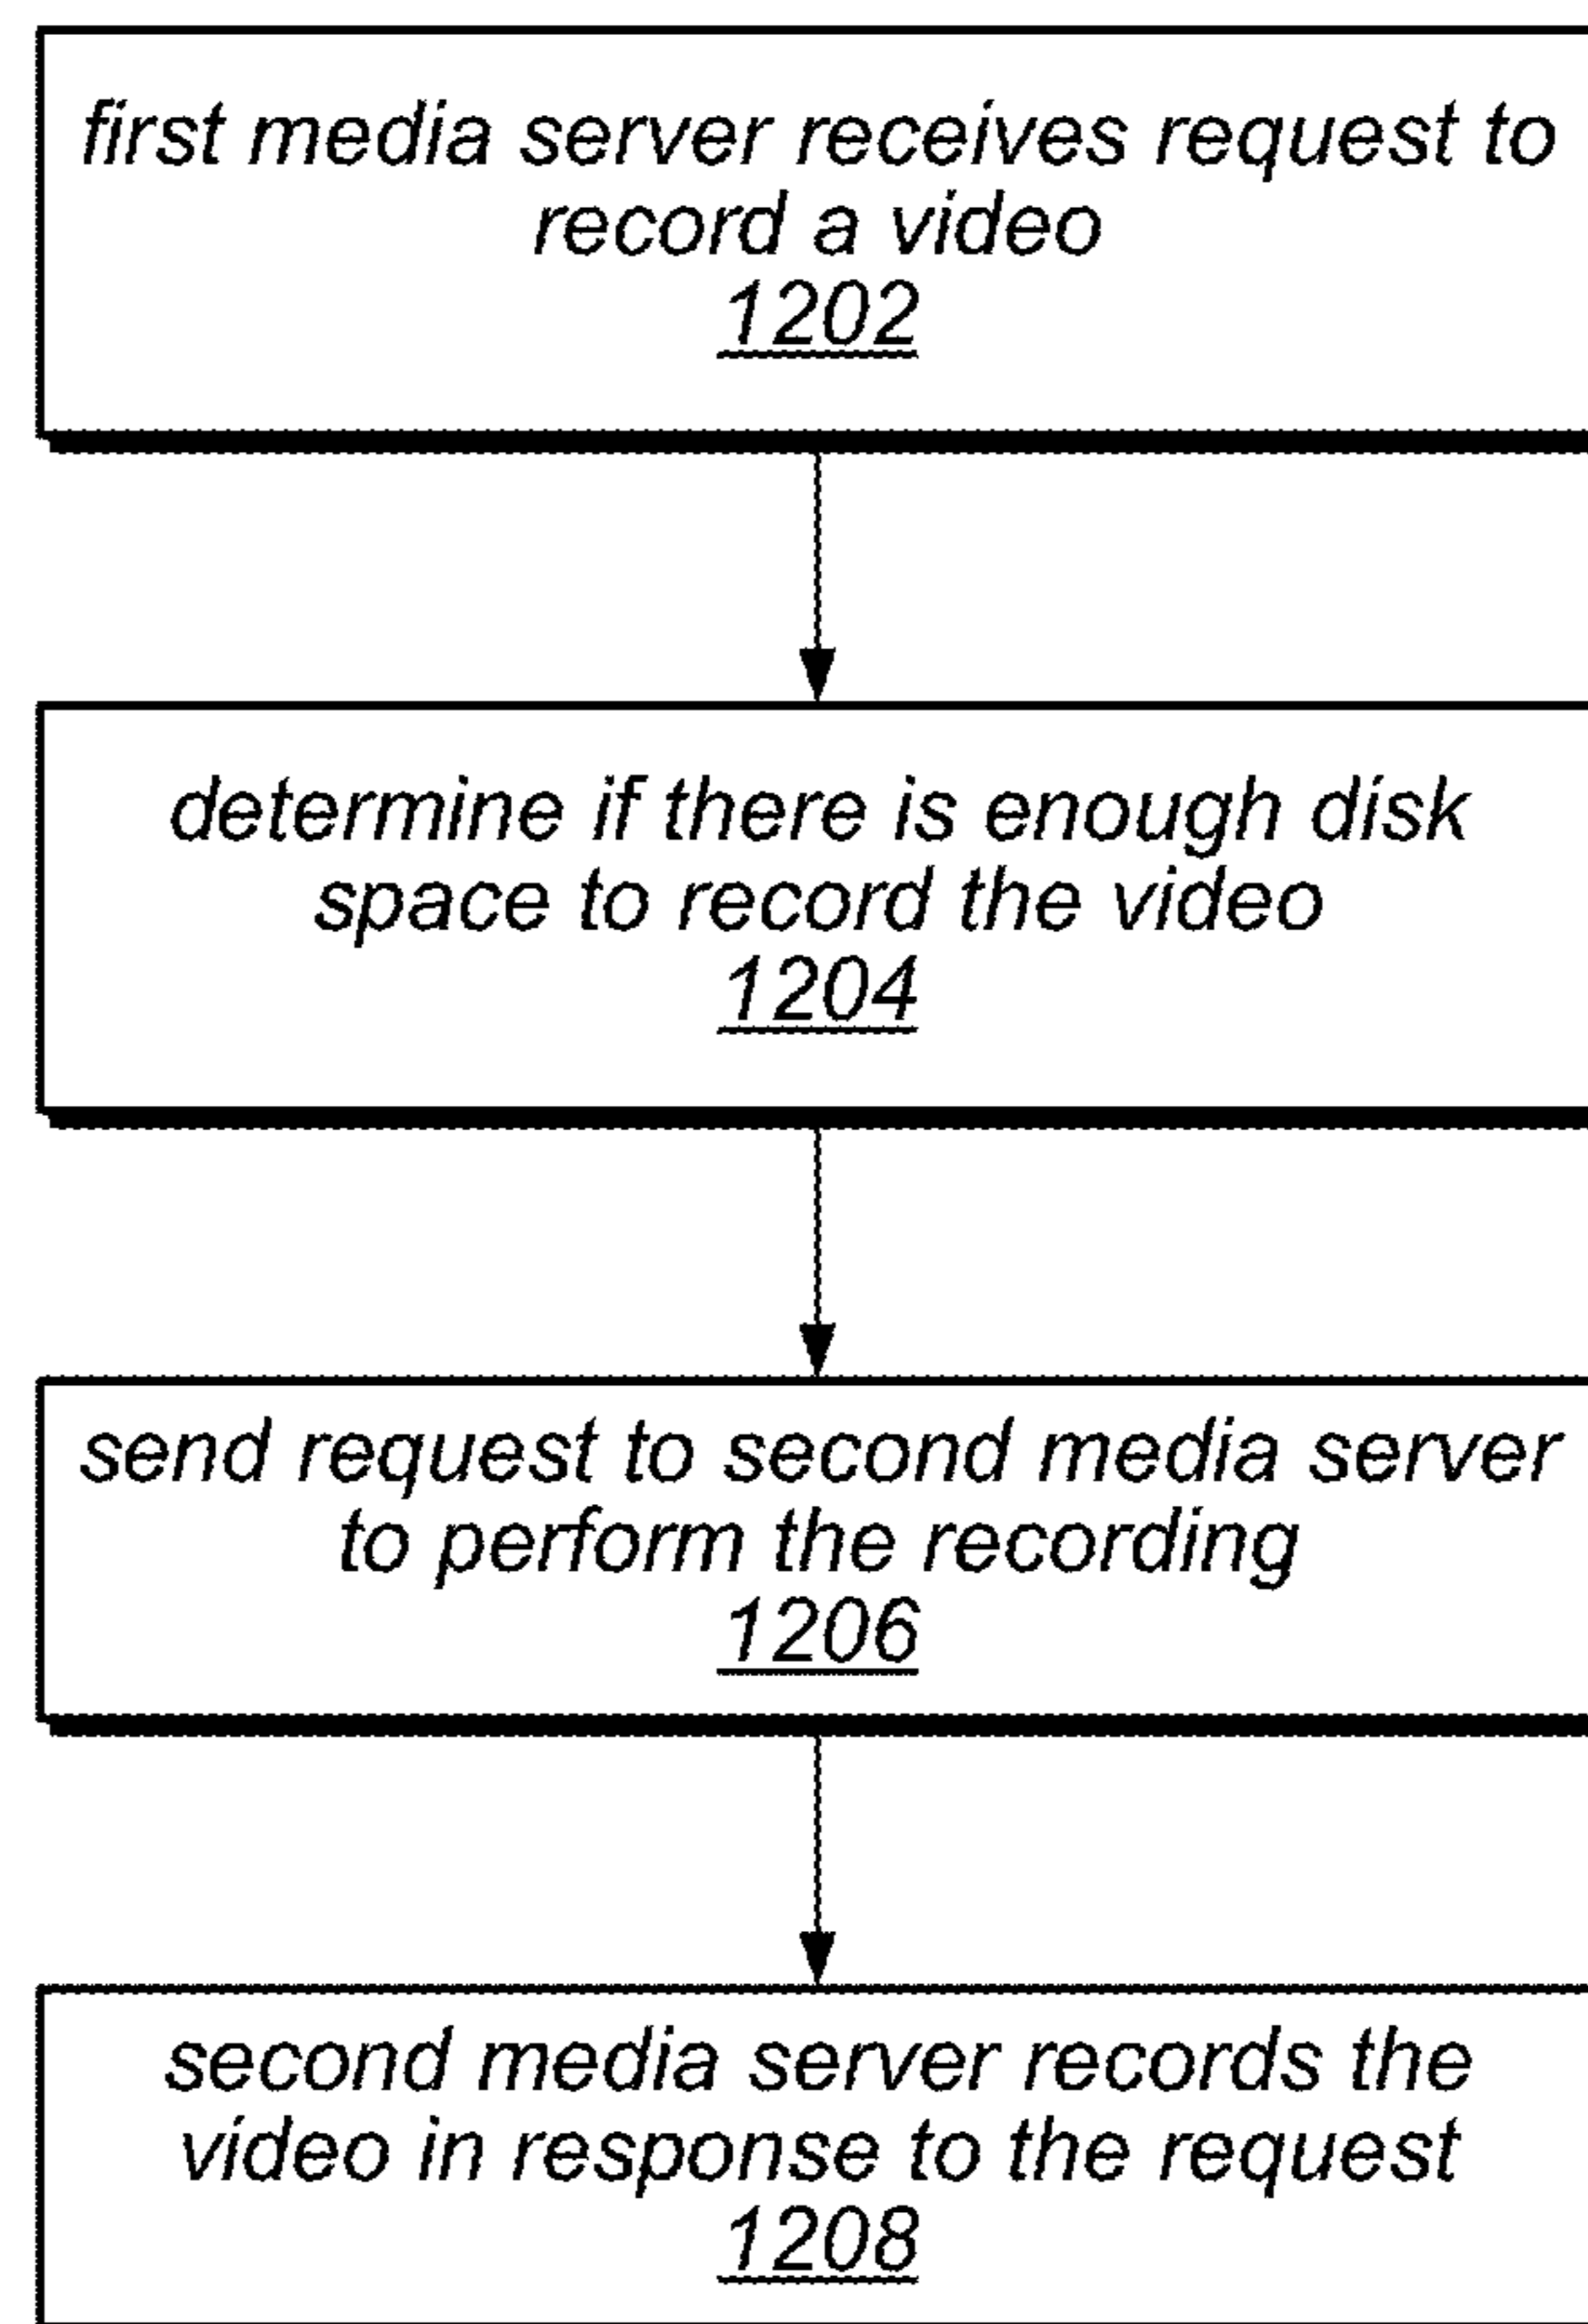 first media server receives request to
record a video
1202
determine if there is enough disk
space to record the video
1204
send request to second media server
to perform the recording
1206
second media server records the
video in response to the request
1208